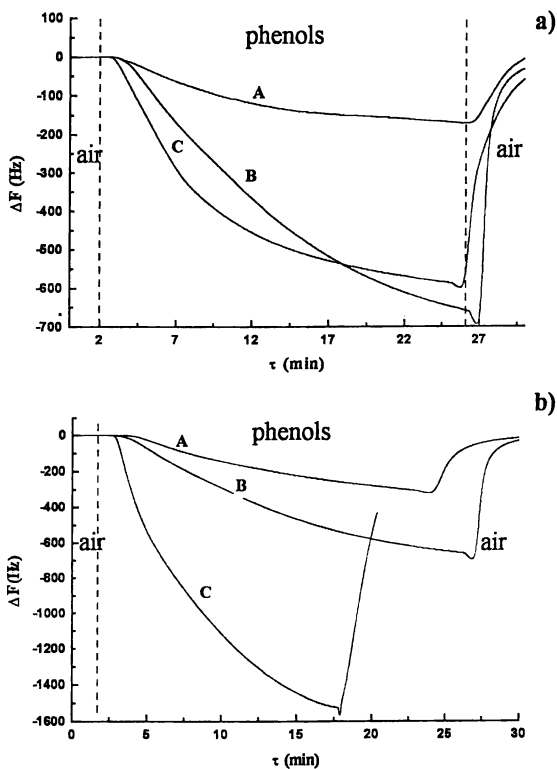 a)
phenols
100
0
-100
-200
-300
-400
-500
-600
-700
ΔF (Hz)
air
A
B
C
air
2
7
12
17
22
27
τ (min)
b)
phenols
0
-200
-400
-600
-800
-1000
-1200
-1400
-1600
ΔF(Hz)
air
A
B
C
air
0
5
10
15
20
25
30
τ (min)